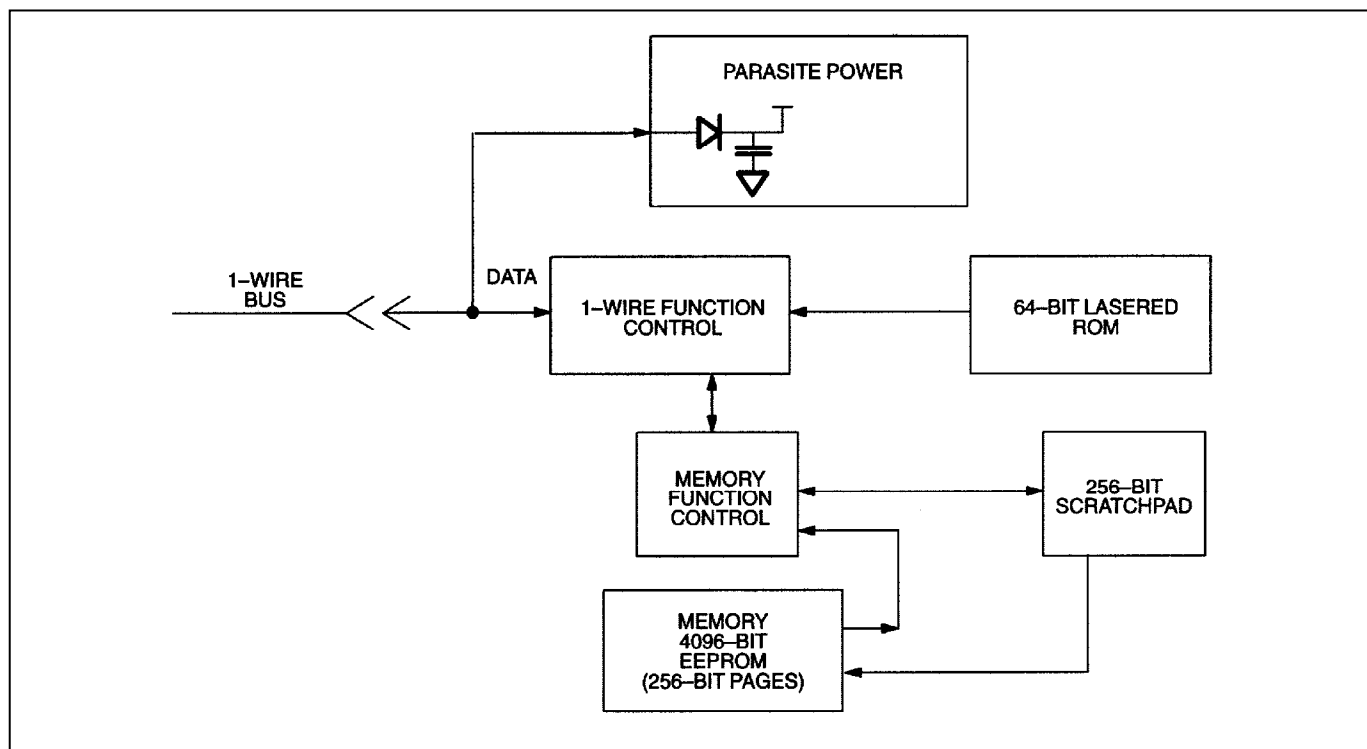 PARASITE POWER
1–WIRE
BUS
DATA
1–WIRE FUNCTION
CONTROL
64–BIT LASERED
ROM
MEMORY
FUNCTION
CONTROL
256–BIT
SCRATCHPAD
MEMORY
4096–BIT
EEPROM
(256–BIT PAGES)